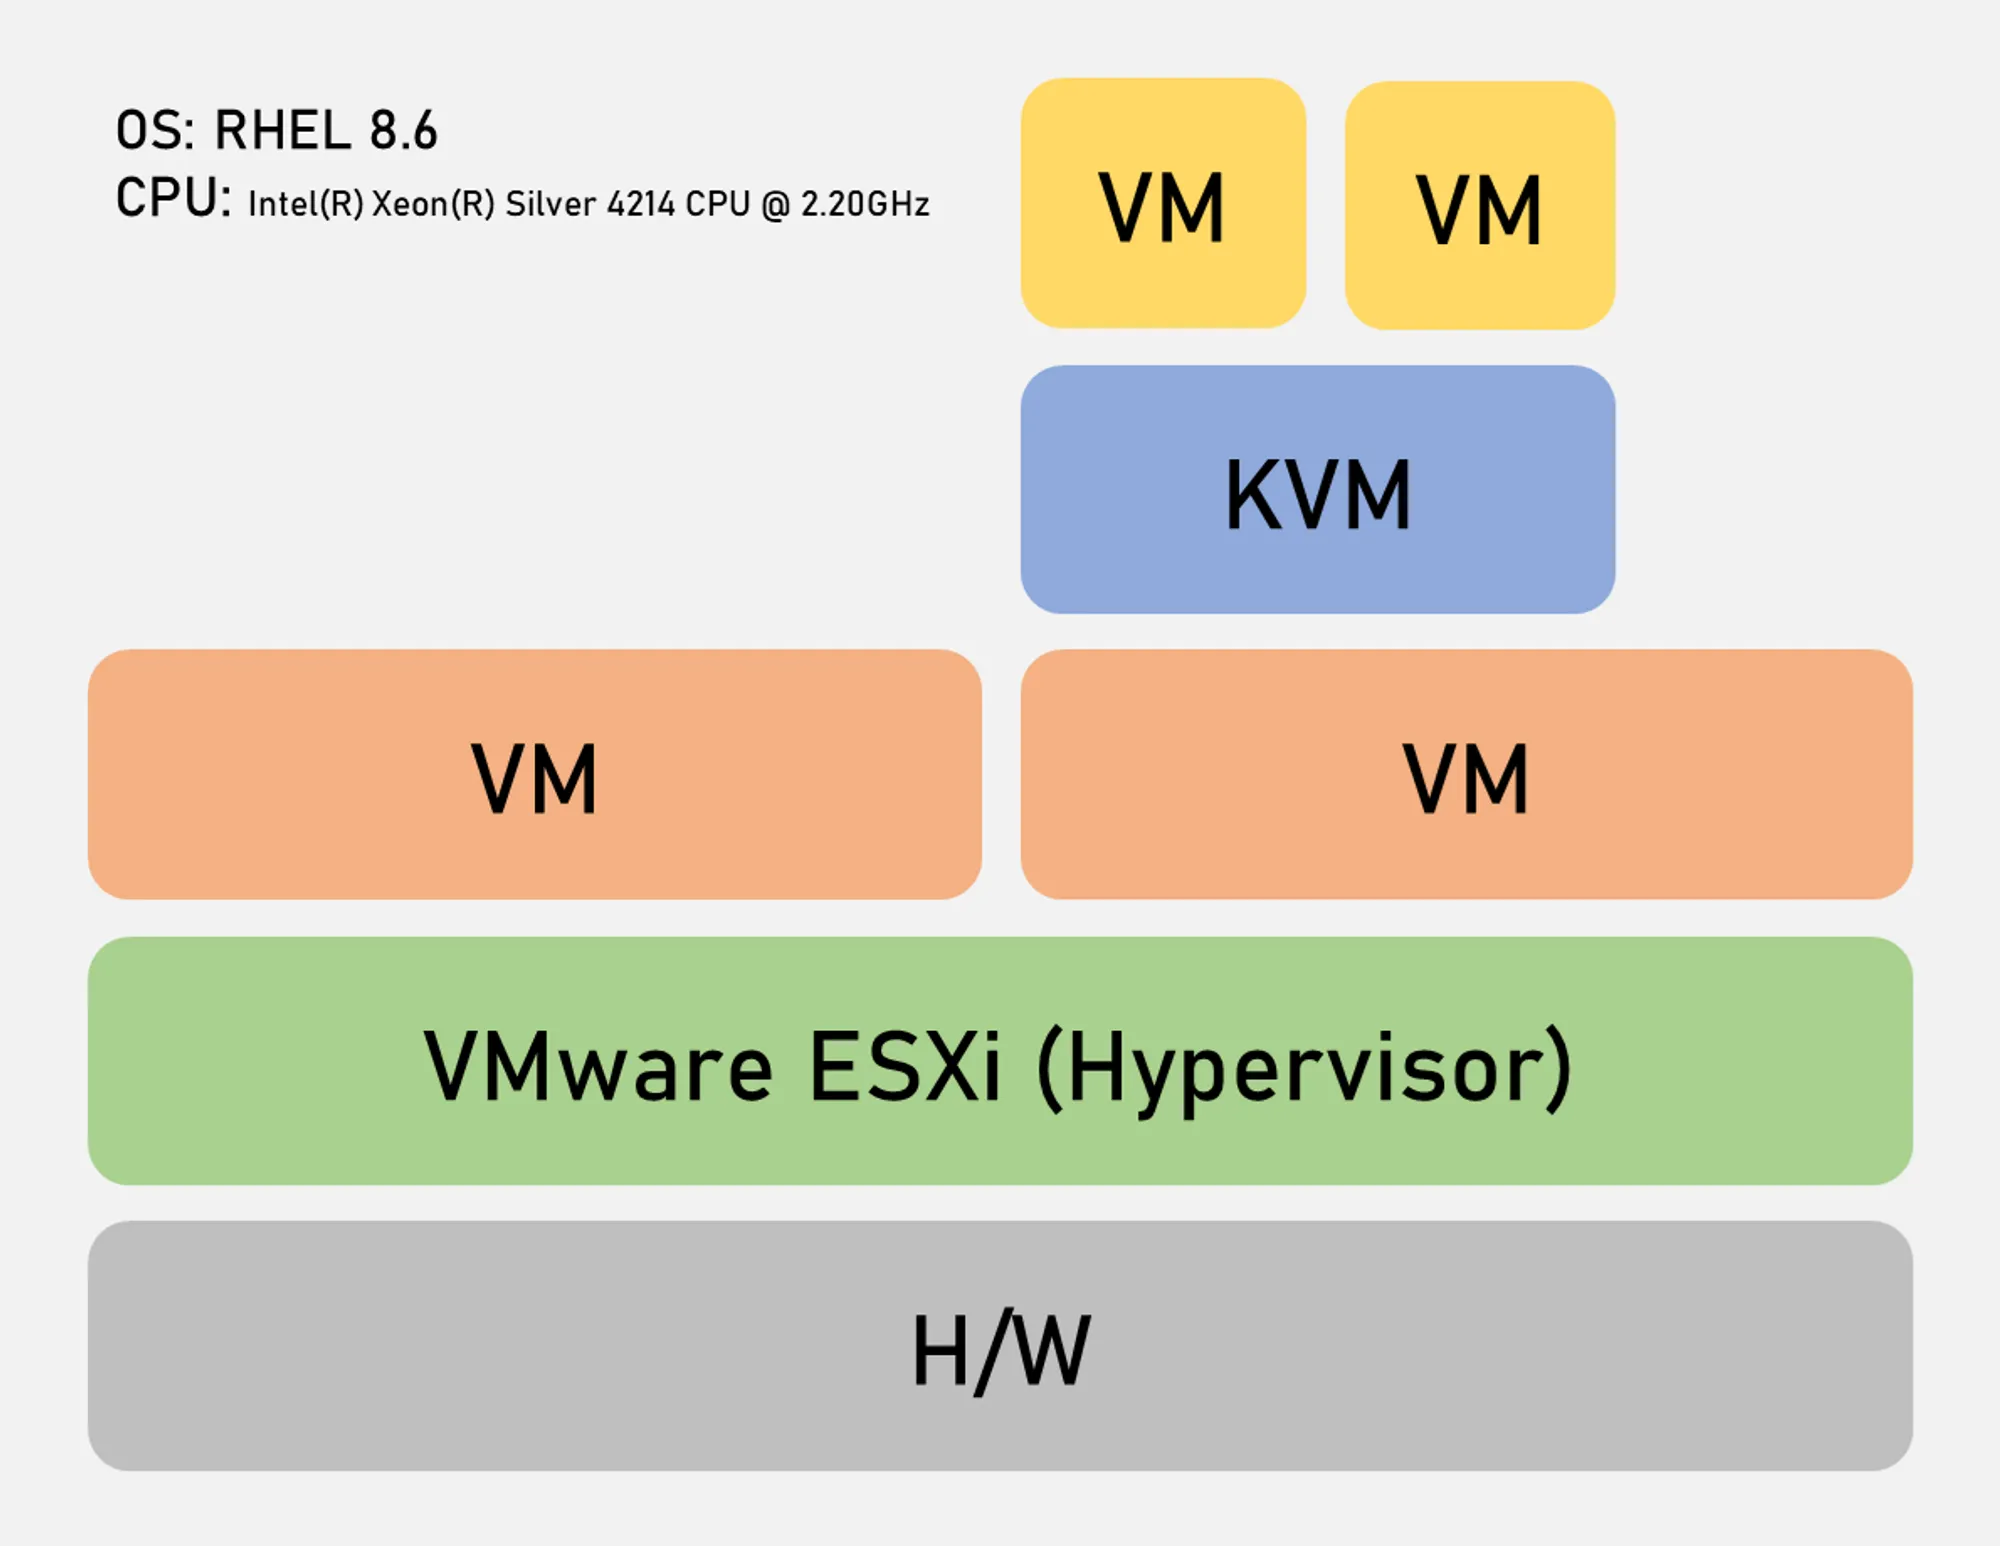 OS: RHEL 8.6
CPU: Intel(R) Xeon(R) Silver 4214 CPU @ 2.20GHz
VM
VM
KVM
VM
VM
VMware ESXi (Hypervisor)
H/W